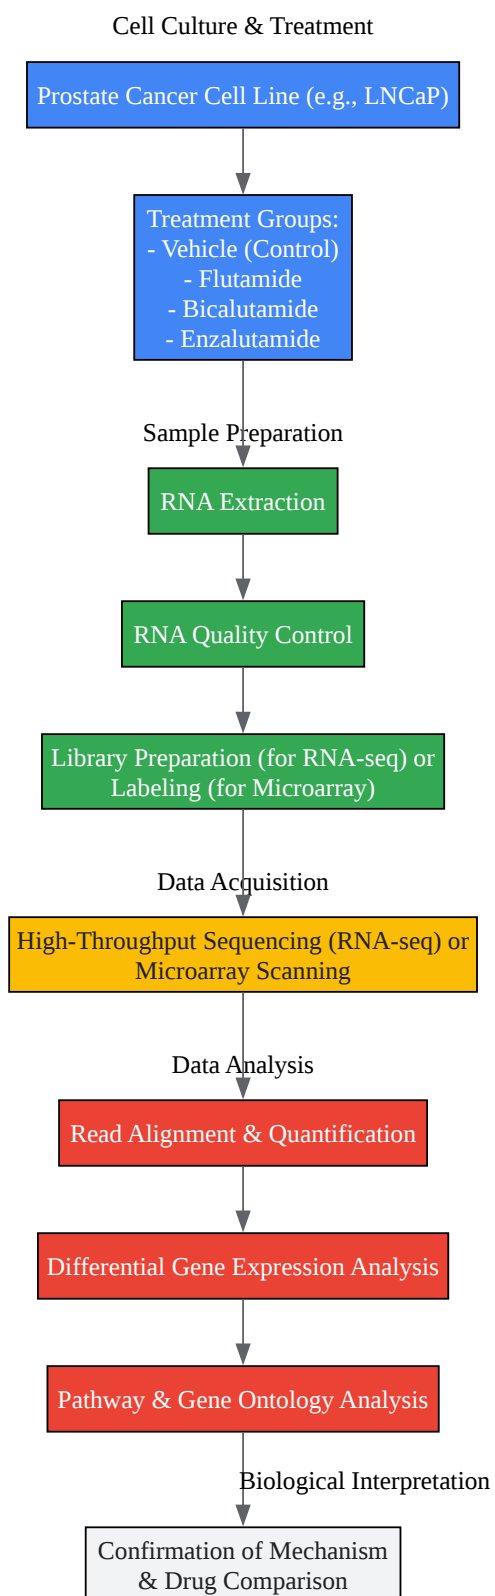 Cell Culture & Treatment
Prostate Cancer Cell Line (e.g., LNCaP)
Treatment Groups:
- Vehicle (Control)
- Flutamide
- Bicalutamide
- Enzalutamide
Sample Preparation
RNA Extraction
RNA Quality Control
Library Preparation (for RNA-seq) or
Labeling (for Microarray)
Data Acquisition
High-Throughput Sequencing (RNA-seq) or
Microarray Scanning
Data Analysis
Read Alignment & Quantification
Differential Gene Expression Analysis
Pathway & Gene Ontology Analysis
Biological Interpretation
Confirmation of Mechanism
& Drug Comparison